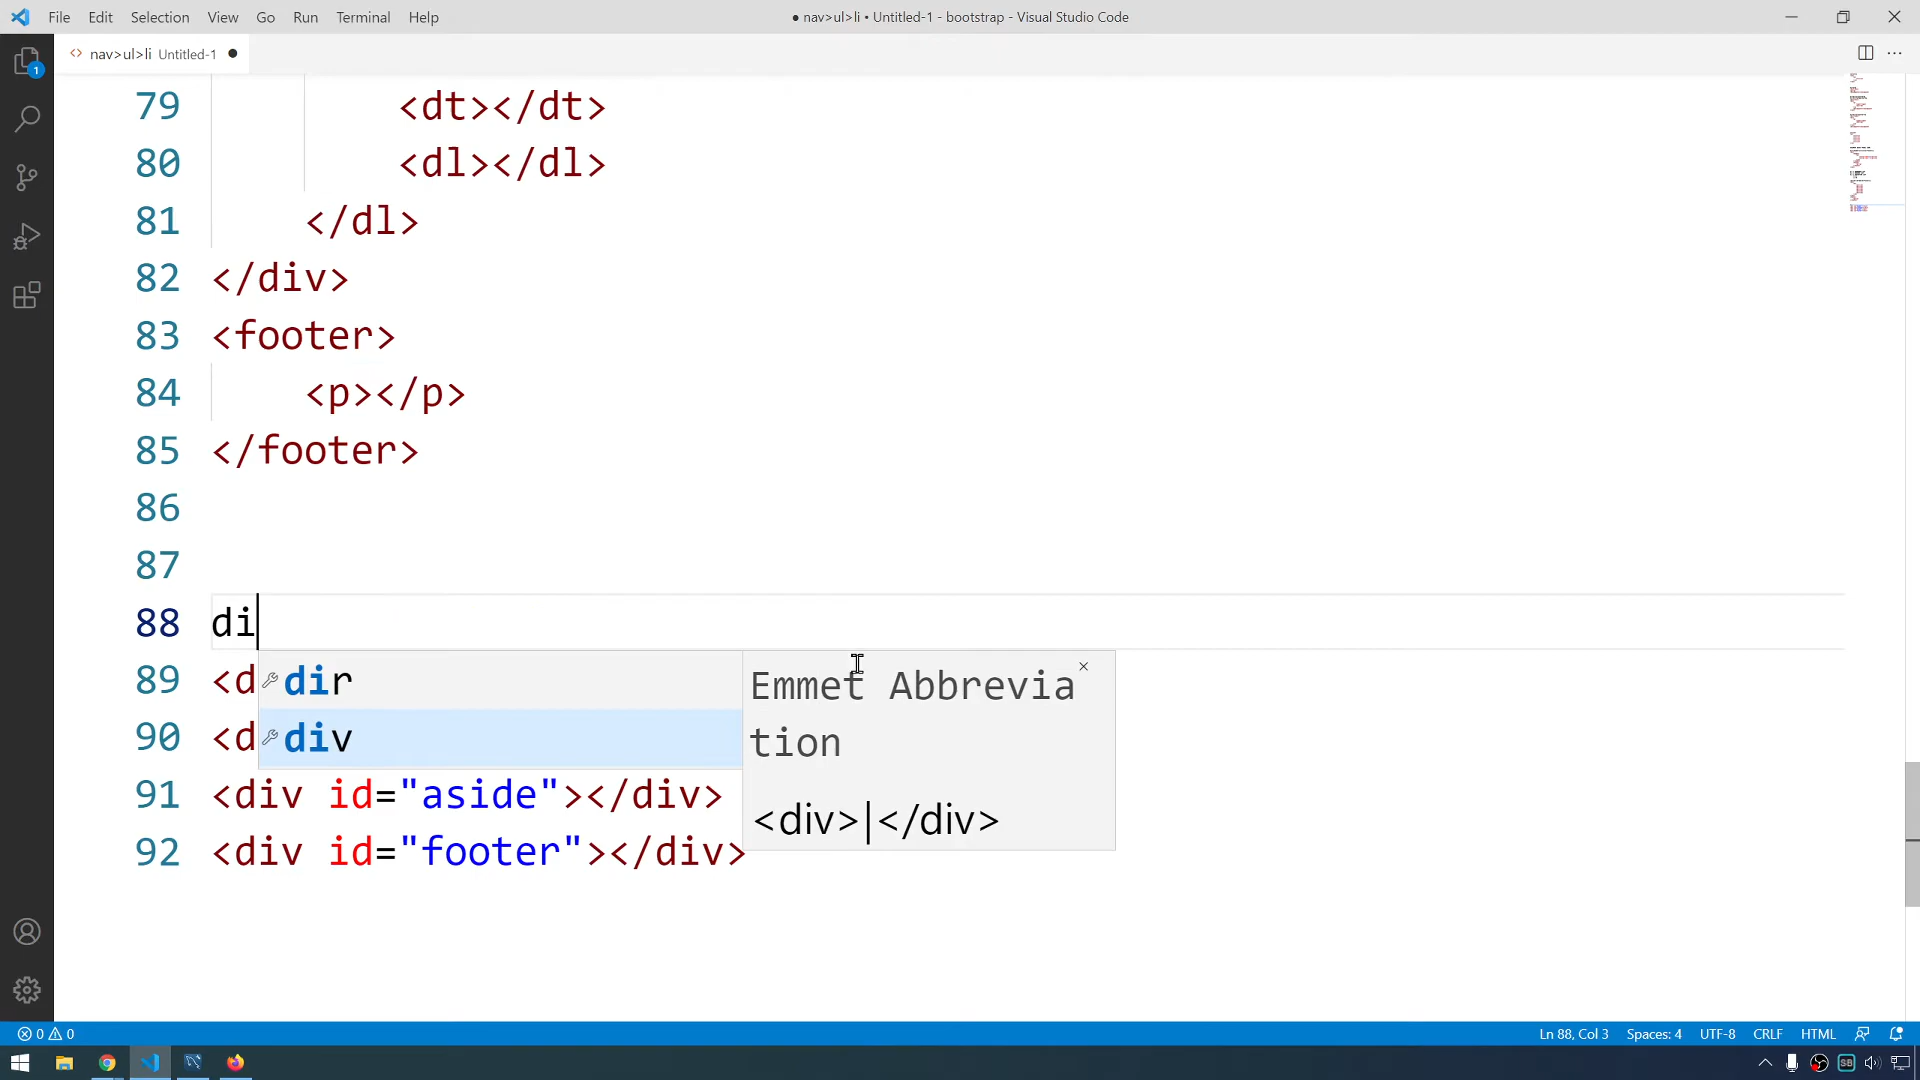 File Edit Selection View Go Run Terminal Help
● nav>ul>li • Untitled-1 - bootstrap - Visual Studio Code
<> nav>ul>li Untitled-1 ●
1
79 <dt></dt>
80 <dl></dl>
81 </dl>
82 </div>
83 <footer>
84 <p></p>
85 </footer>
86
87
88 di
89 <d
dir
90 <d
div
Emmet Abbrevia
tion
<div>|</div>
91 <div id="aside"></div>
92 <div id="footer"></div>
0 0
Ln 88, Col 3 Spaces: 4 UTF-8 CRLF HTML
SB